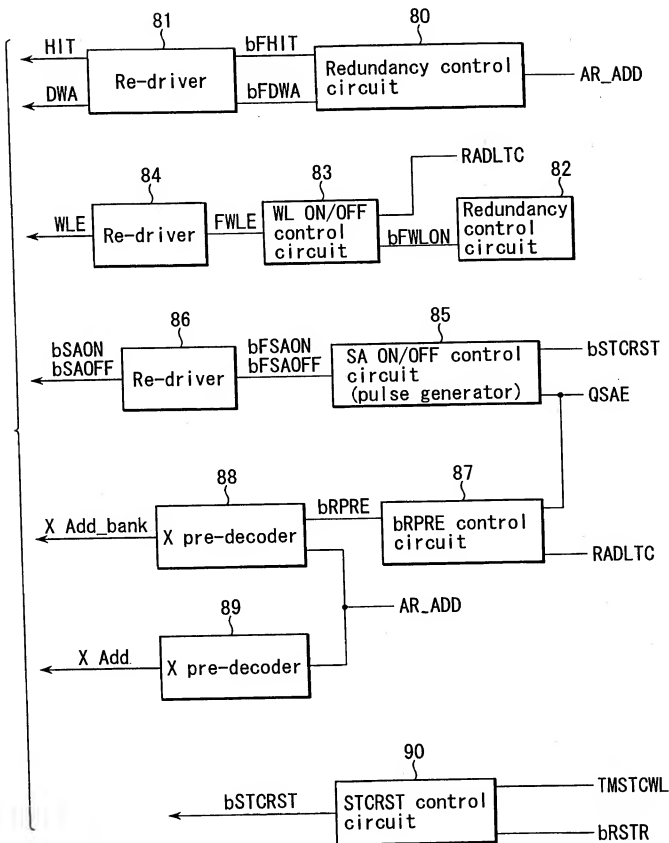 81
80
HIT
bFHIT
Re-driver
Redundancy control
circuit
AR_ADD
DWA
bFDWA
RADLTC
84
83
82
WLE
Re-driver
FWLE
WL ON/OFF
control
circuit
bFWLON
Redundancy
control
circuit
86
85
bSAON
bSAOFF
Re-driver
bFSAON
bFSAOFF
SA ON/OFF control
circuit
(pulse generator)
bSTCRST
QSAE
88
87
X Add_bank
X pre-decoder
bRPRE
bRPRE control
circuit
RADLTC
AR_ADD
89
X Add
X pre-decoder
90
bSTCRST
STCRST control
circuit
TMSTCWL
bRSTR